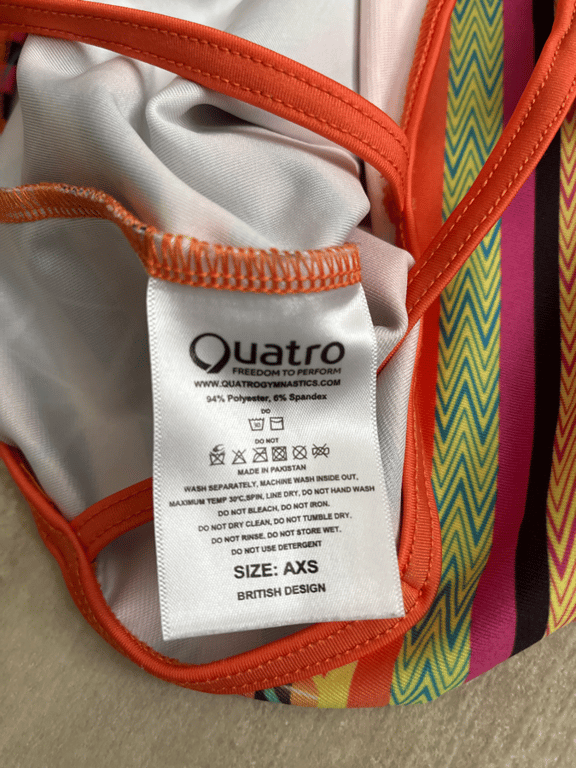 Quatro
FREEDOM TO PERFORM
WWW.QUATROGYMNASTICS.COM
94% Polyester, 6% Spandex
DO
30
DO NOT
MADE IN PAKISTAN
WASH SEPARATELY, MACHINE WASH INSIDE OUT,
MAXIMUM TEMP 30°C,SPIN, LINE DRY, DO NOT HAND WASH
DO NOT BLEACH, DO NOT IRON.
DO NOT DRY CLEAN, DO NOT TUMBLE DRY.
DO NOT RINSE. DO NOT STORE WET.
DO NOT USE DETERGENT
SIZE: AXS
BRITISH DESIGN